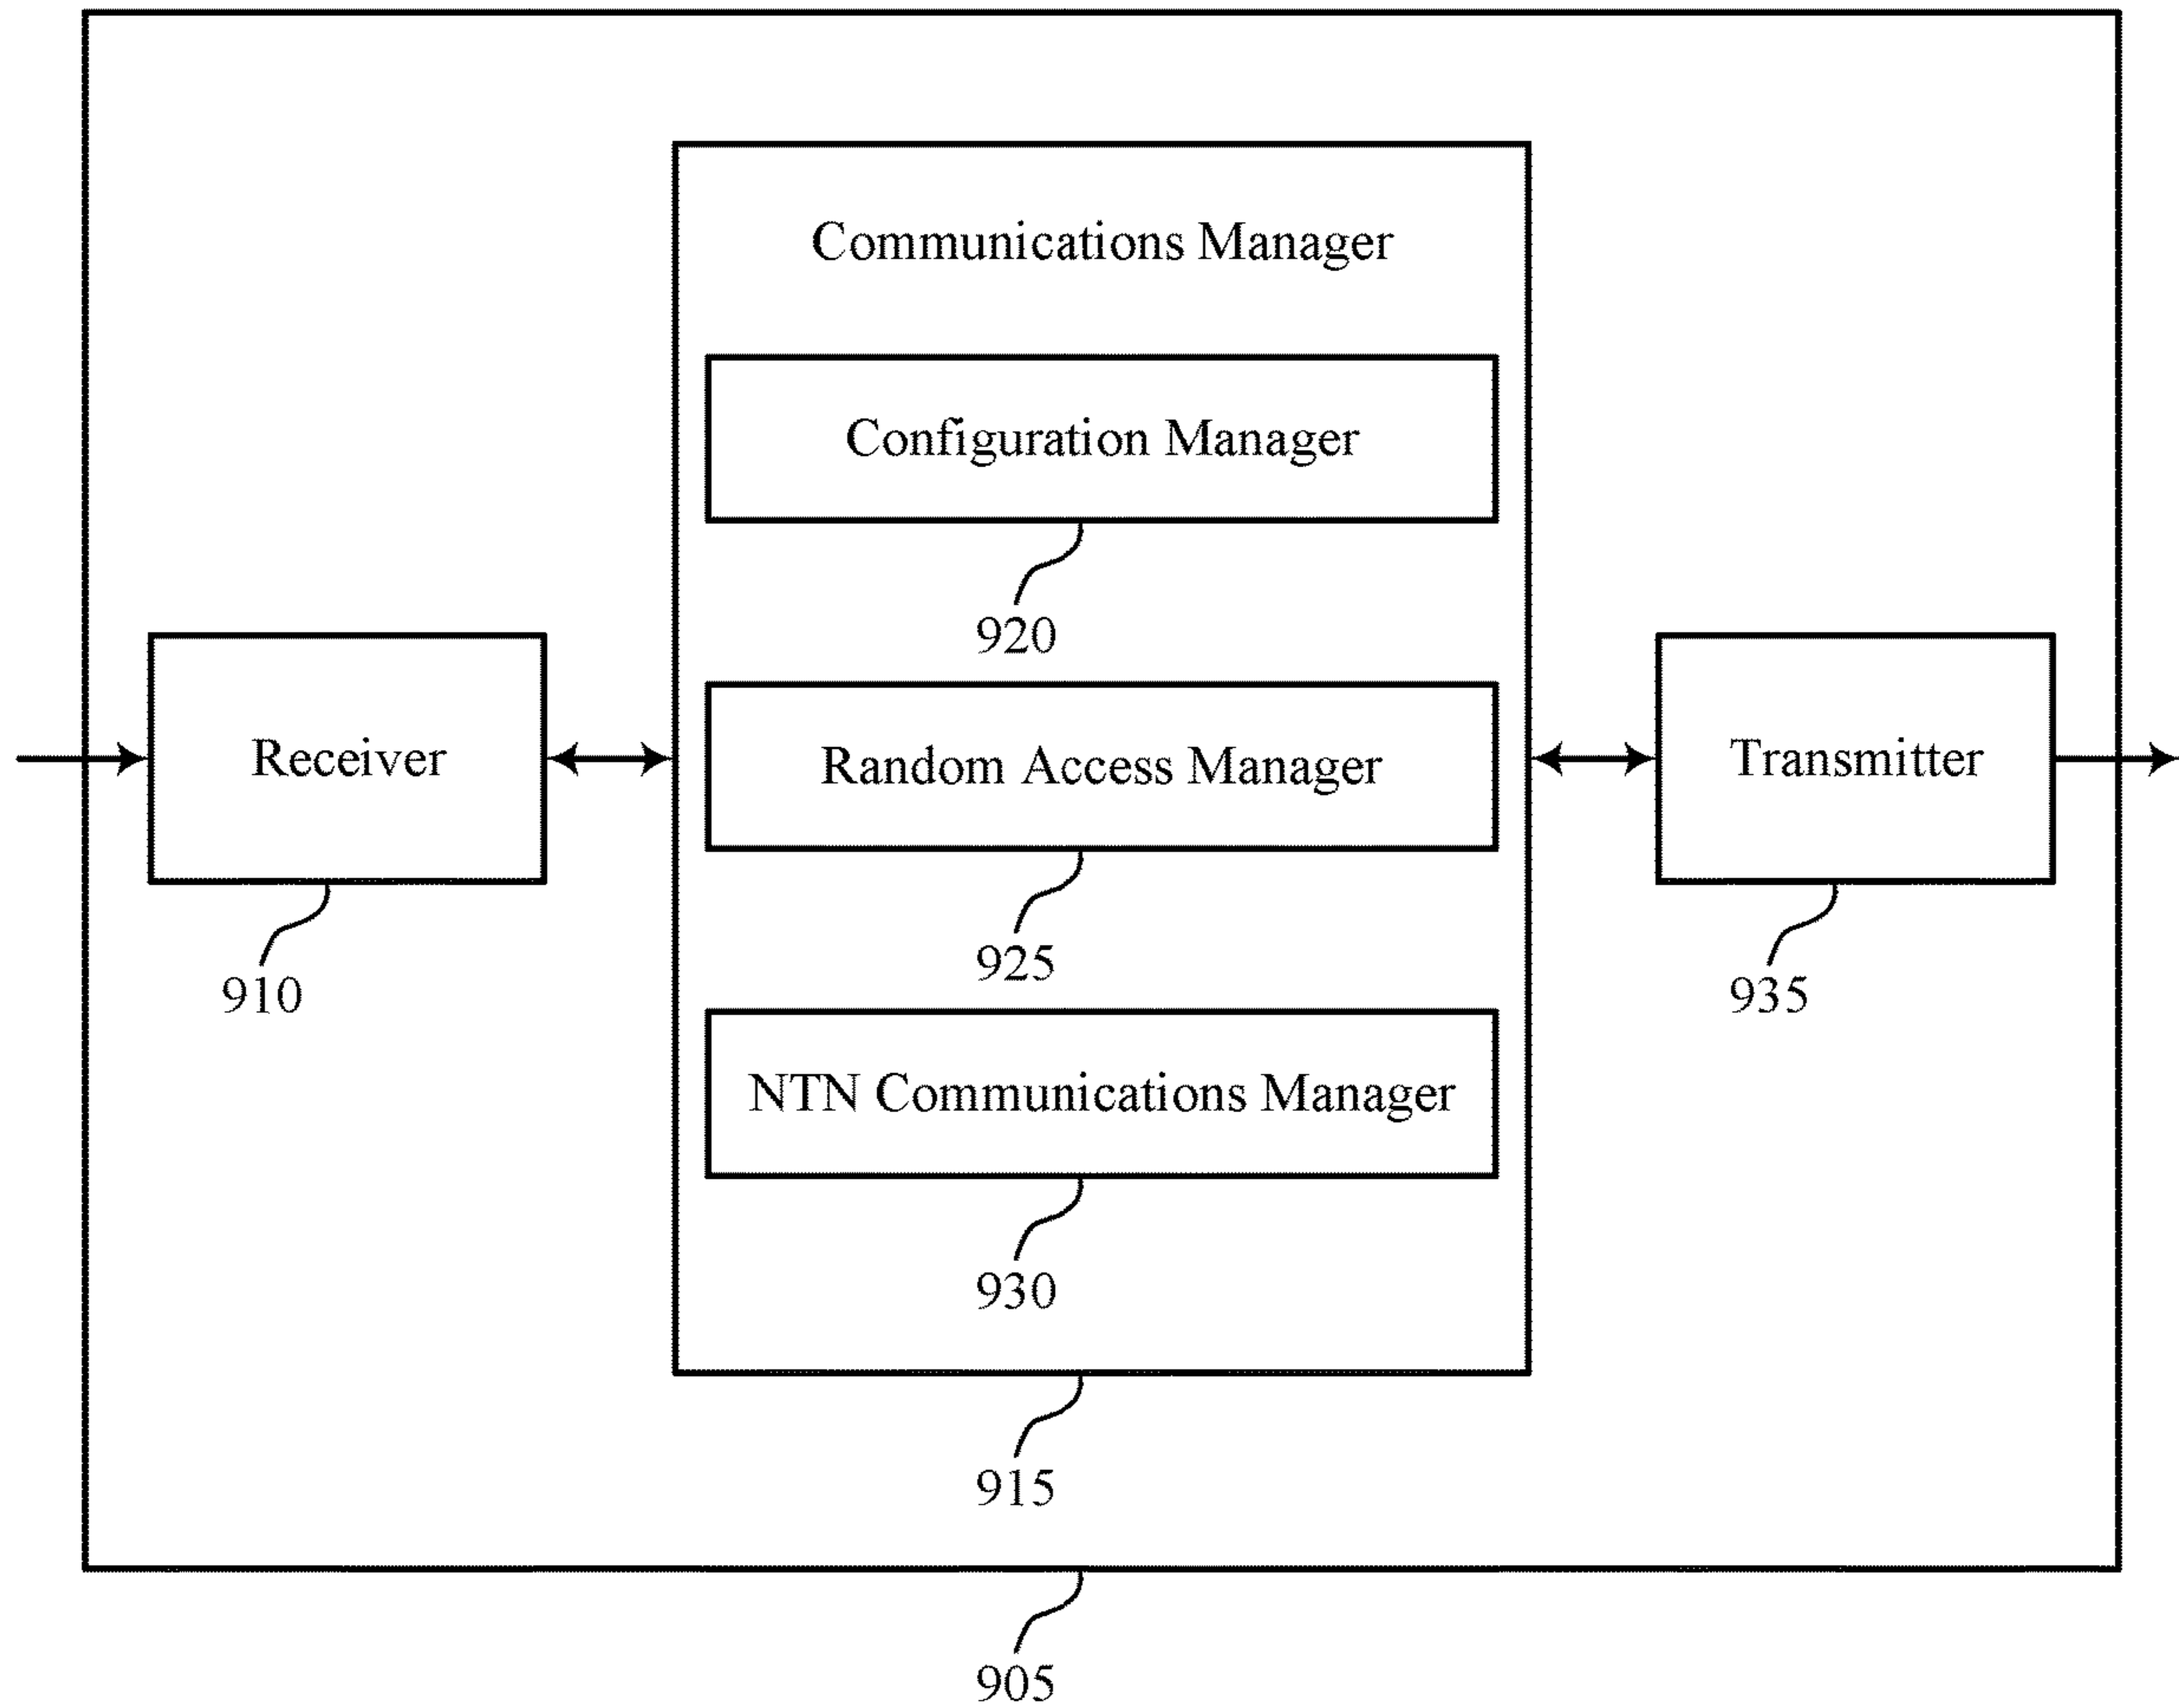 Communications Manager
Configuration Manager
920
Receiver
Random Access Manager
Transmitter
910
925
935
NTN Communications Manager
930
915
905